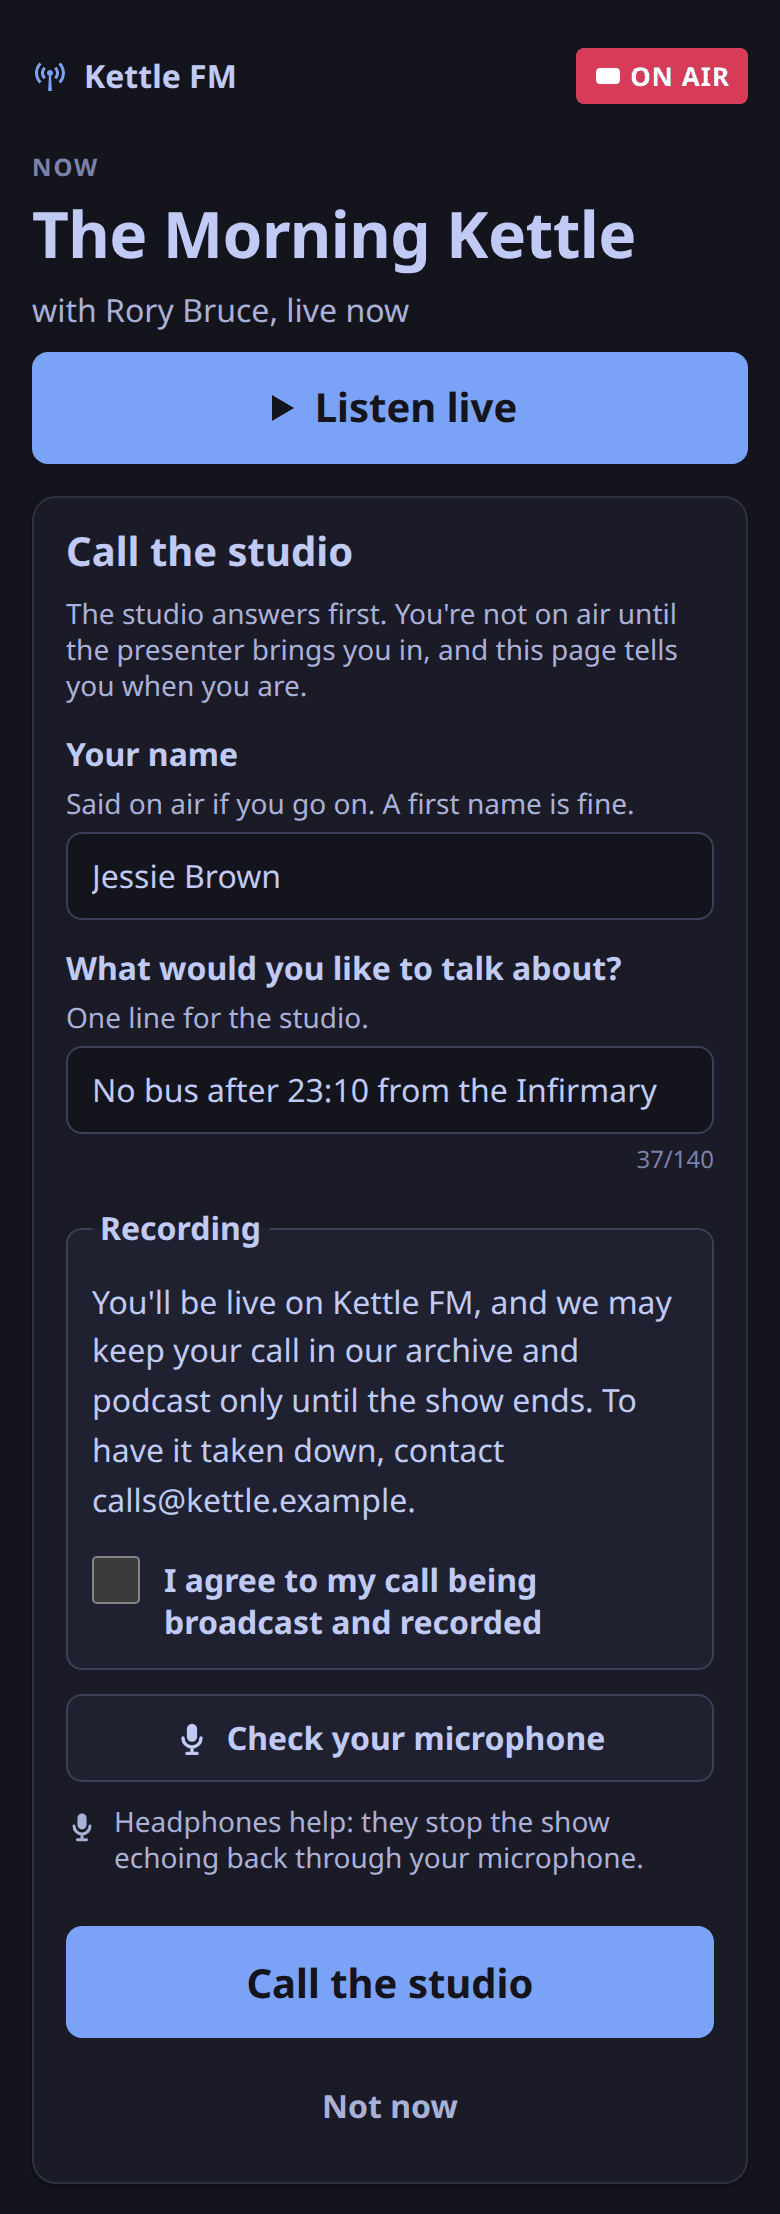 Kettle FM
ON AIR
NOW
The Morning Kettle
with Rory Bruce, live now
Listen live
Call the studio
The studio answers first. You're not on air until
the presenter brings you in, and this page tells
you when you are.
Your name
Said on air if you go on. A first name is fine.
Jessie Brown
What would you like to talk about?
One line for the studio.
No bus after 23:10 from the Infirmary
37/140
Recording
You'll be live on Kettle FM, and we may
keep your call in our archive and
podcast only until the show ends. To
have it taken down, contact
calls@kettle.example.
I agree to my call being
broadcast and recorded
Check your microphone
Headphones help: they stop the show
echoing back through your microphone.
Call the studio
Not now